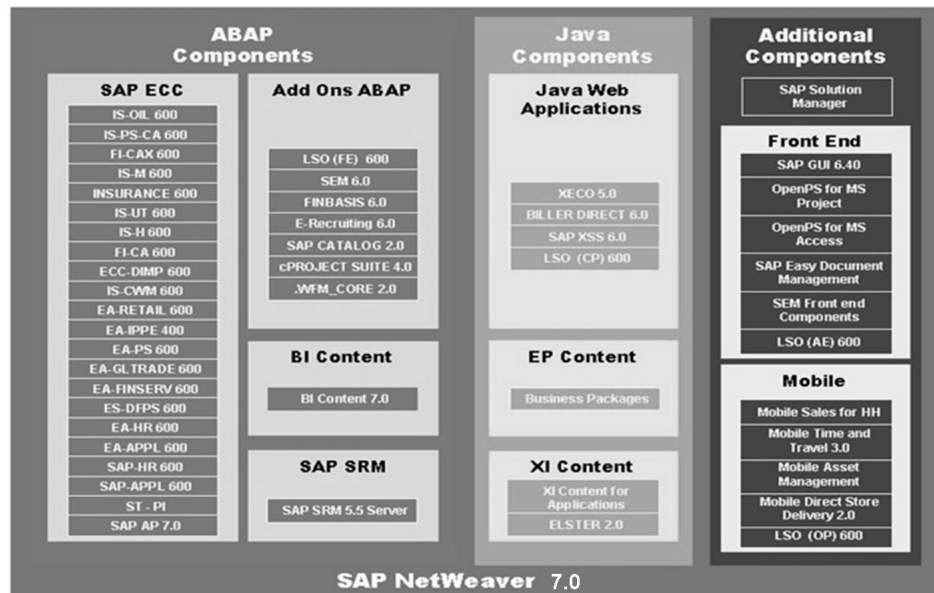 ABAP
Components
SAP ECC
IS-OIL 600
IS-PS-CA 600
FI-CAX 600
IS-M 600
INSURANCE 600
IS-UT 600
IS-H 600
FI-CA 600
ECC-DIMP 600
IS-CWM 600
EA-RETAIL 600
EA-IPPE 400
EA-PS 600
EA-GLTRADE 600
EA-FINSERV 600
ES-DFPS 600
EA-HR 600
EA-APPL 600
SAP-HR 600
SAP-APPL 600
ST - PI
SAP AP 7.0
Add Ons ABAP
LSO (FE) 600
SEM 6.0
FINBASIS 6.0
E-Recruiting 6.0
SAP CATALOG 2.0
cPROJECT SUITE 4.0
.WFM_CORE 2.0
BI Content
BI Content 7.0
SAP SRM
SAP SRM 5.5 Server
Java
Components
Java Web
Applications
XECO 5.0
BILLER DIRECT 6.0
SAP XSS 6.0
LSO (CP) 600
EP Content
Business Packages
XI Content
XI Content for
Applications
ELSTER 2.0
Additional
Components
SAP Solution
Manager
Front End
SAP GUI 6.40
OpenPS for MS
Project
OpenPS for MS
Access
SAP Easy Document
Management
SEM Front end
Components
LSO (AE) 600
Mobile
Mobile Sales for HH
Mobile Time and
Travel 3.0
Mobile Asset
Management
Mobile Direct Store
Delivery 2.0
LSO (OP) 600
SAP NetWeaver 7.0